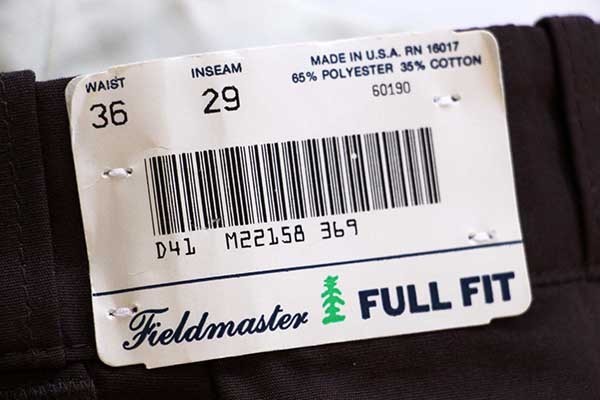 WAIST
36
INSEAM
29
MADE IN U.S.A. RN 16017
65% POLYESTER 35% COTTON
60190
D41 M22158 369
Fieldmaster FULL FIT